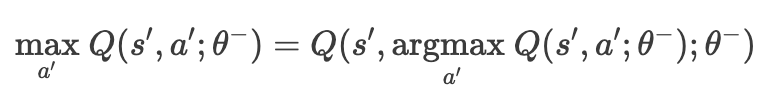 max Q(s′, a′; θ⁻) = Q(s′, argmax Q(s′, a′; θ⁻); θ⁻)
a′ a′